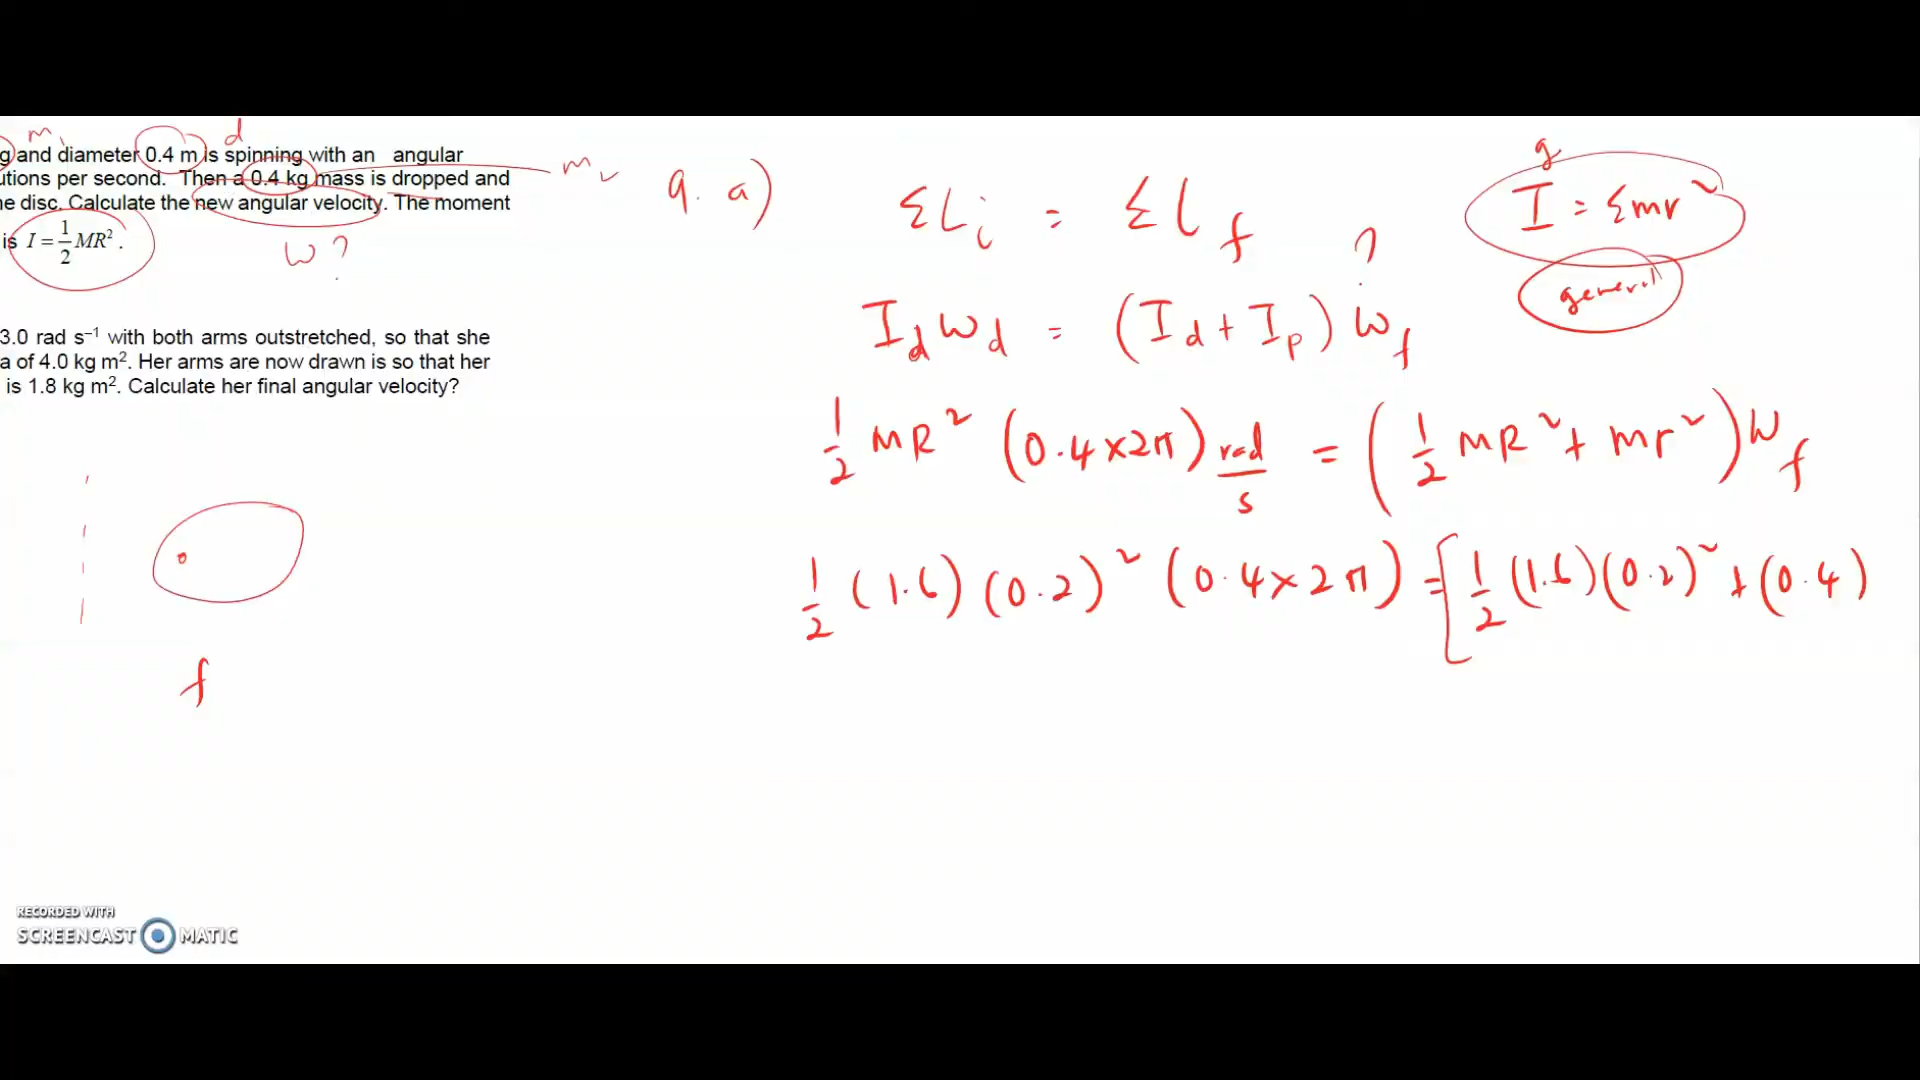 m₁ d
g and diameter 0.4 m is spinning with an angular
utions per second. Then a 0.4 kg mass is dropped and
m₂
ne disc. Calculate the new angular velocity. The moment
is I = 1/2 MR².
ω?
3.0 rad s⁻¹ with both arms outstretched, so that she
a of 4.0 kg m². Her arms are now drawn is so that her
is 1.8 kg m². Calculate her final angular velocity?
f
9. a) ΣLi = ΣLf
I = Σmr²
general
?
Id ωd = (Id + Ip) ωf
1/2 MR² (0.4×2π) rad/s = (1/2 MR² + mr²) ωf
1/2 (1.6)(0.2)² (0.4×2π) = [1/2 (1.6)(0.2)² + (0.4)
RECORDED WITH
SCREENCAST MATIC